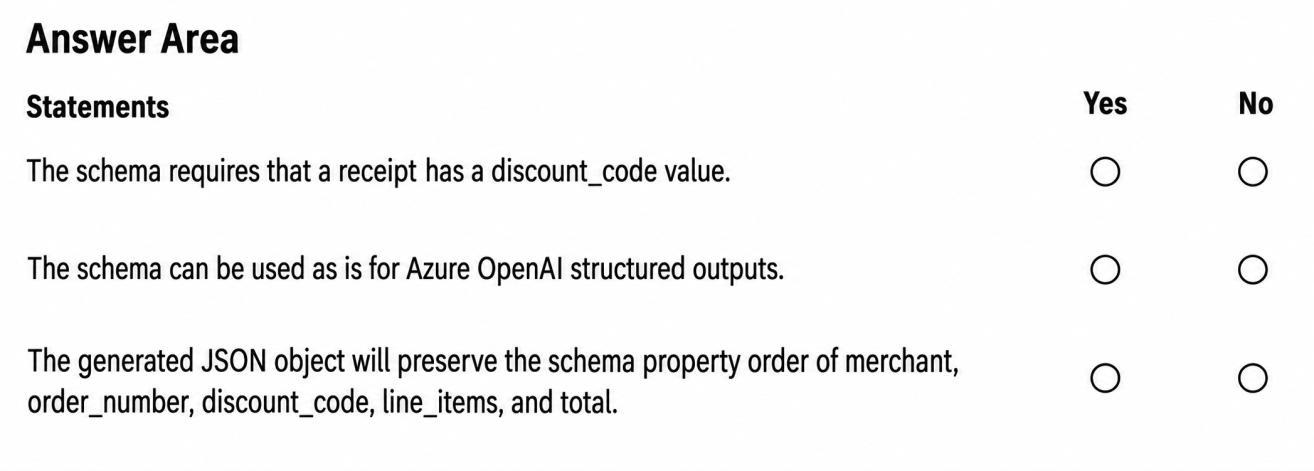 Answer Area
Statements Yes No
The schema requires that a receipt has a discount_code value.
The schema can be used as is for Azure OpenAI structured outputs.
The generated JSON object will preserve the schema property order of merchant,
order_number, discount_code, line_items, and total.